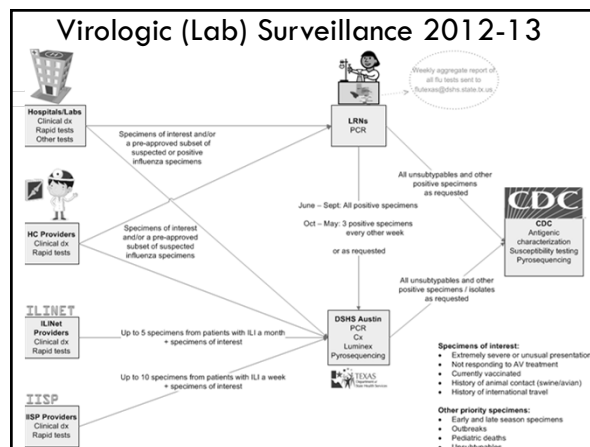 Virologic (Lab) Surveillance 2012-13
Weekly aggregate report of
all flu tests sent to
flutexas@dshs.state.tx.us
Hospitals/Labs
Clinical dx
Rapid tests
Other tests
LRNs
PCR
Specimens of interest and/or
a pre-approved subset of
suspected or positive
influenza specimens
All unsubtypables and other
positive specimens
as requested
June – Sept: All positive specimens
Oct – May: 3 positive specimens
every other week
or as requested
CDC
CDC
Antigenic
characterization
Susceptibility testing
Pyrosequencing
HC Providers
Clinical dx
Rapid tests
Specimens of interest
and/or a pre-approved
subset of suspected
influenza specimens
All unsubtypables and other
positive specimens / isolates
as requested
ILINET
ILINet
Providers
Clinical dx
Rapid tests
Up to 5 specimens from patients with ILI a month
+ specimens of interest
DSHS Austin
PCR
Cx
Luminex
Pyrosequencing
TEXAS
Department of
State Health Services
Up to 10 specimens from patients with ILI a week
+ specimens of interest
IISP
IISP Providers
Clinical dx
Rapid tests
Specimens of interest:
• Extremely severe or unusual presentation
• Not responding to AV treatment
• Currently vaccinated
• History of animal contact (swine/avian)
• History of international travel
Other priority specimens:
• Early and late season specimens
• Outbreaks
• Pediatric deaths